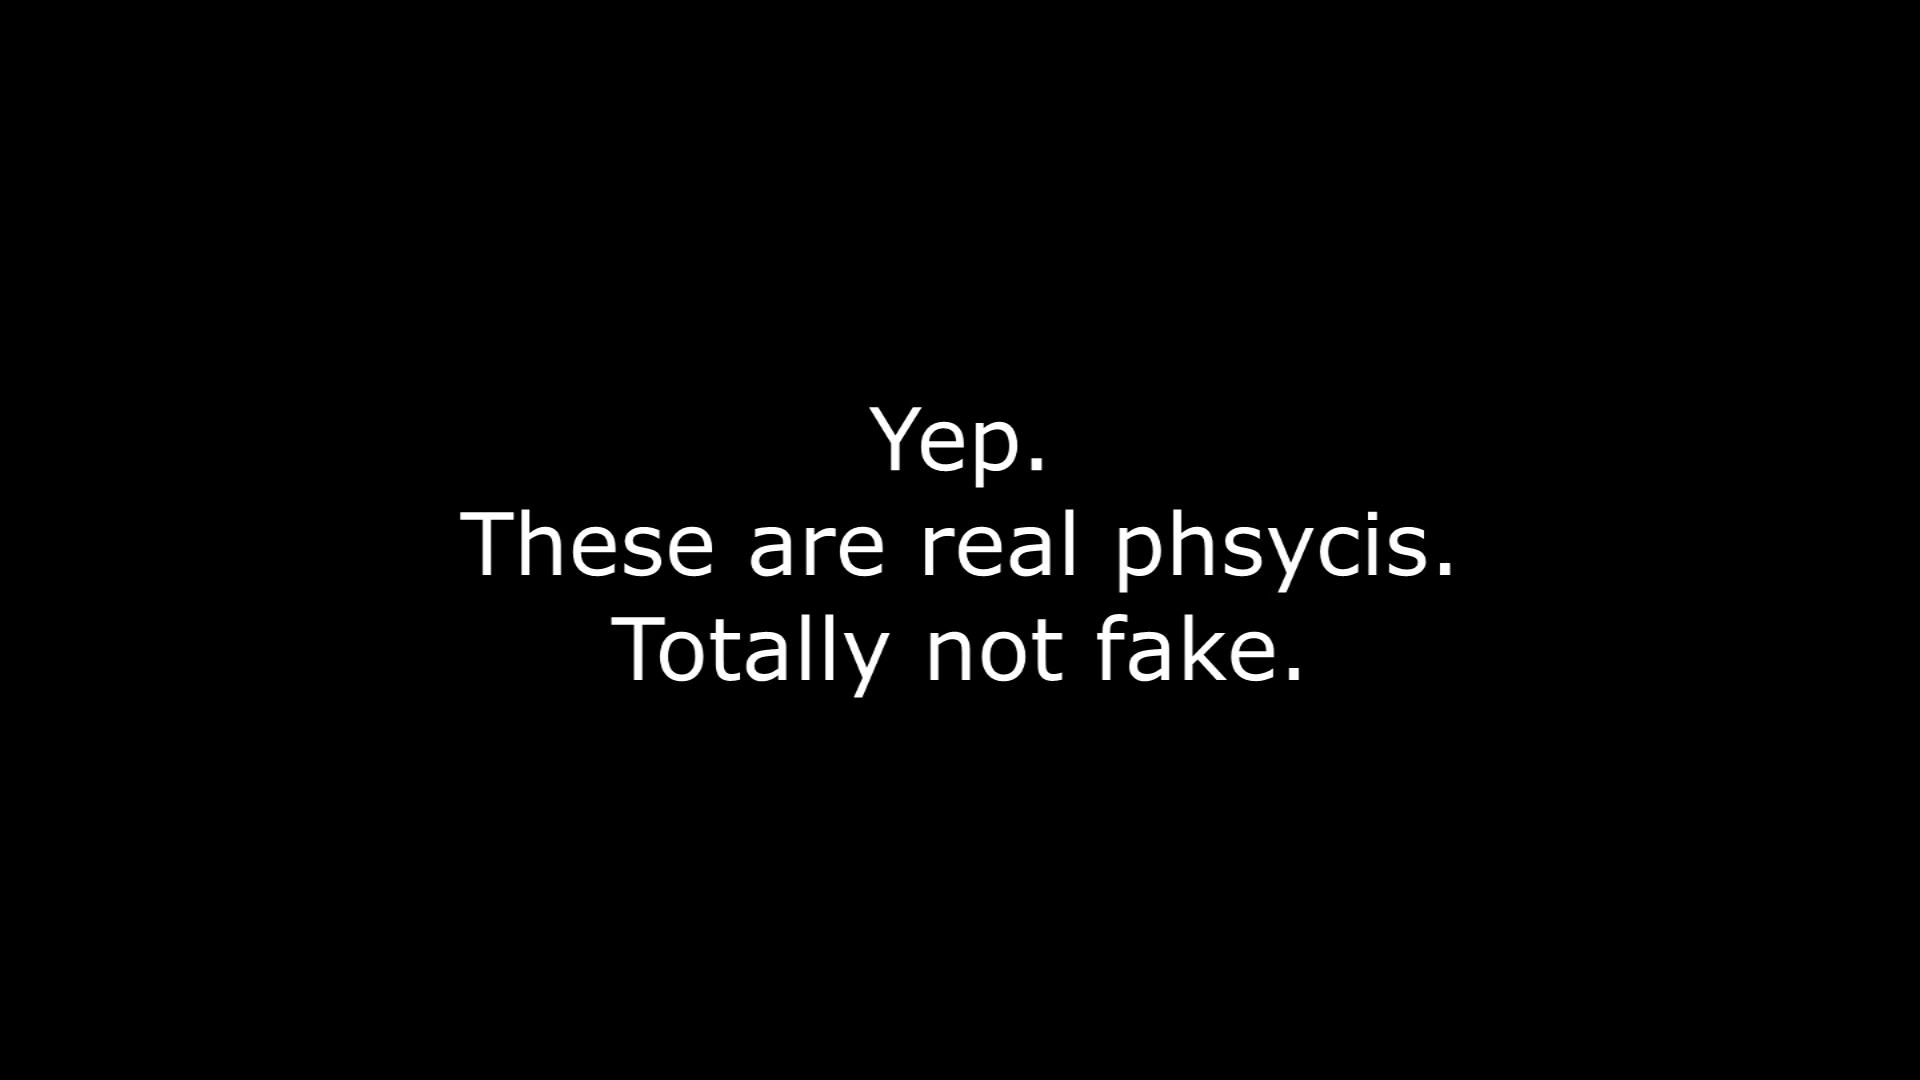 Yep.
These are real phsycis.
Totally not fake.